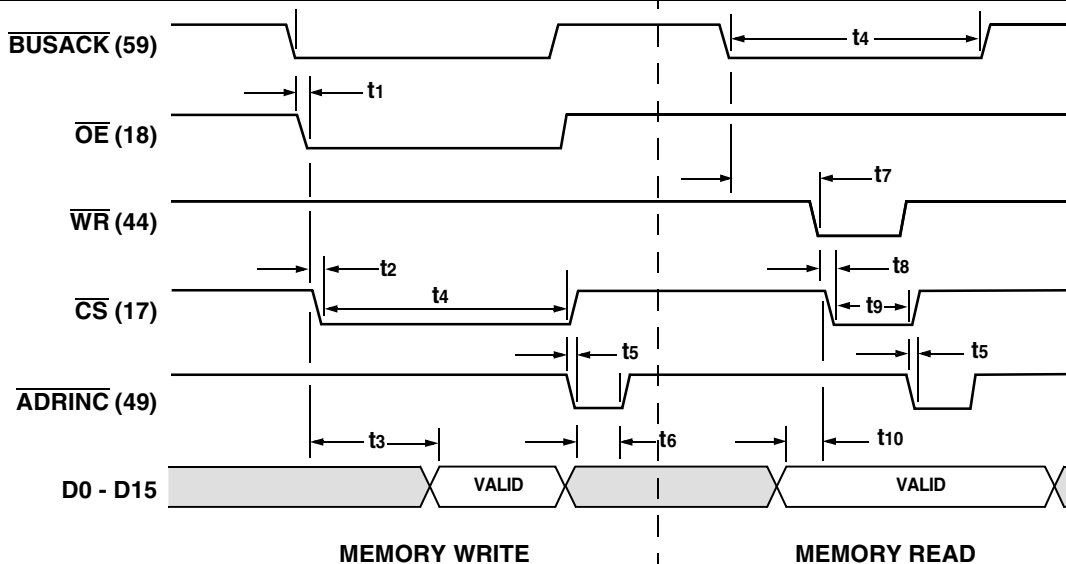 BUSACK (59)
t4
t1
OE (18)
t7
WR (44)
t2
t8
t4
t9
CS (17)
t5
t5
ADRINC (49)
t3
t6
t10
D0 - D15
VALID
VALID
MEMORY WRITE
MEMORY READ